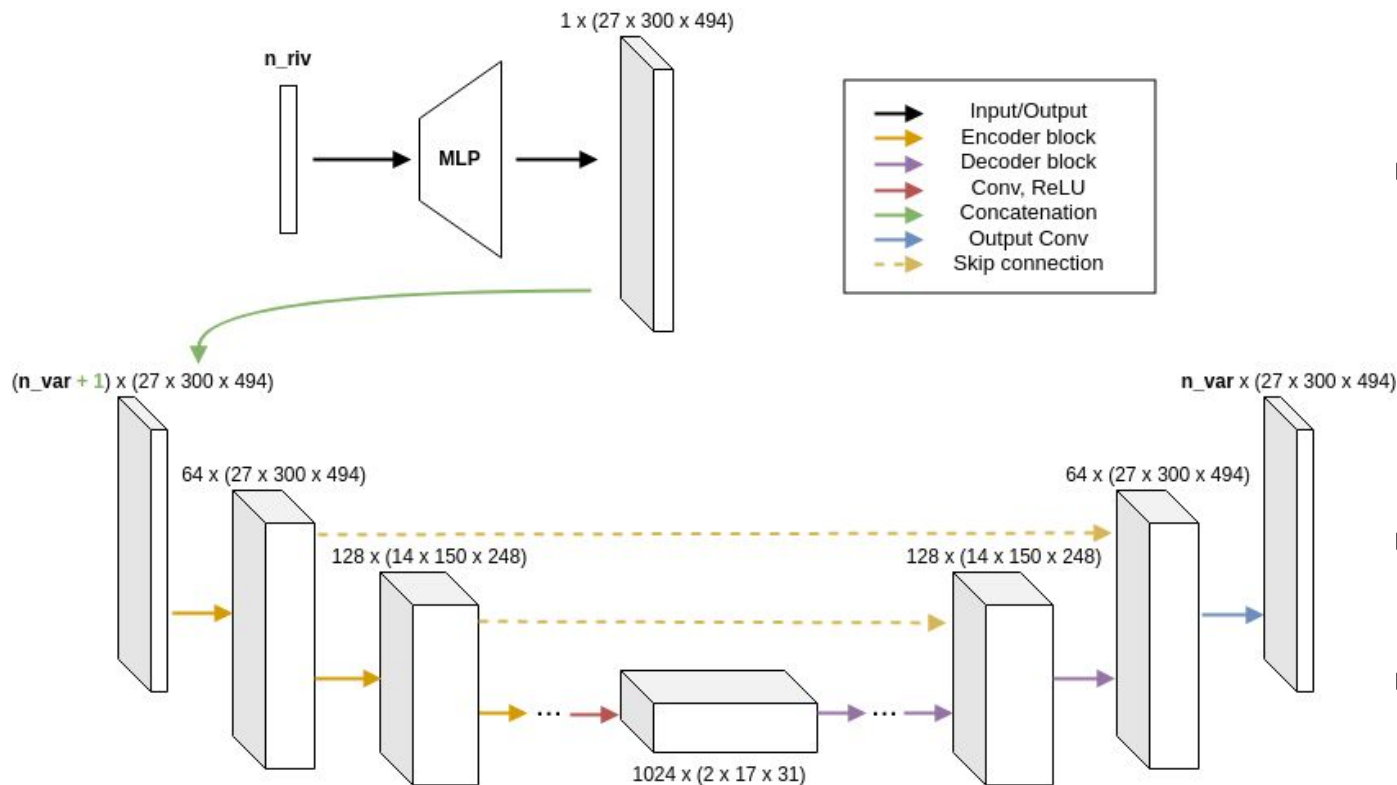 1 x (27 x 300 x 494)
n_riv
MLP
Input/Output
Encoder block
Decoder block
Conv, ReLU
Concatenation
Output Conv
Skip connection
(n_var + 1) x (27 x 300 x 494)
n_var x (27 x 300 x 494)
64 x (27 x 300 x 494)
64 x (27 x 300 x 494)
128 x (14 x 150 x 248)
128 x (14 x 150 x 248)
...
...
1024 x (2 x 17 x 31)